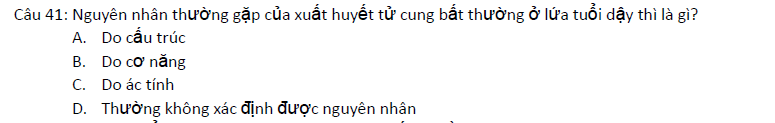 Câu 41: Nguyên nhân thường gặp của xuất huyết tử cung bất thường ở lứa tuổi dậy thì là gì?
A. Do cấu trúc
B. Do cơ năng
C. Do ác tính
D. Thường không xác định được nguyên nhân